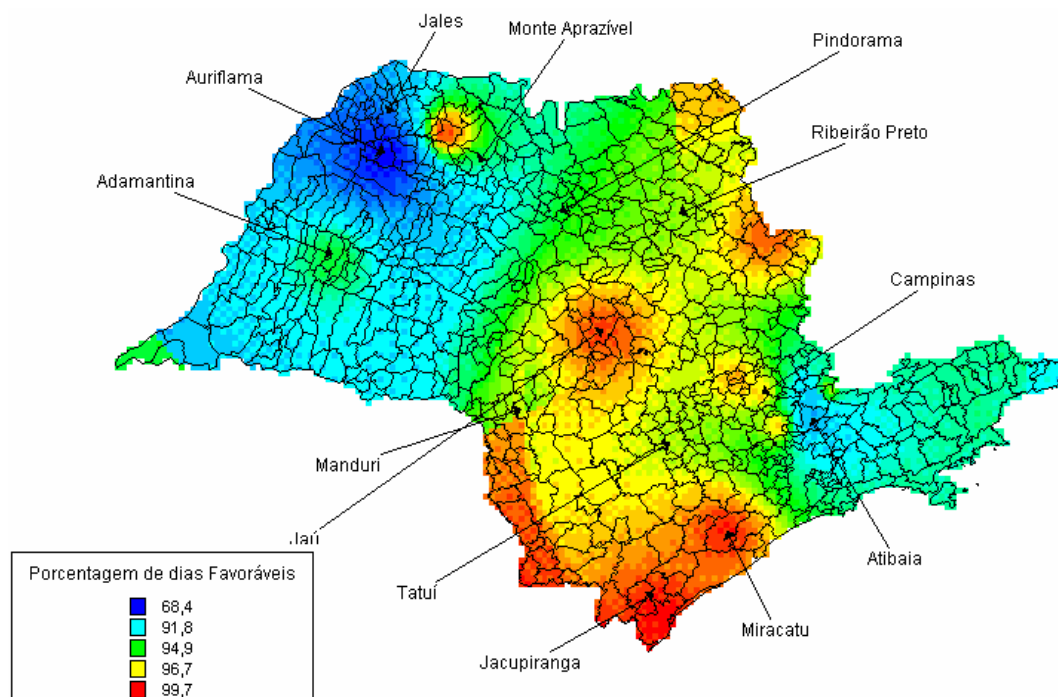 Jales
Monte Aprazível
Pindorama
Auriflama
Ribeirão Preto
Adamantina
Campinas
Manduri
Jaú
Atibaia
Tatuí
Miracatu
Jacupiranga
Porcentagem de dias Favoráveis
68,4
91,8
94,9
96,7
99,7